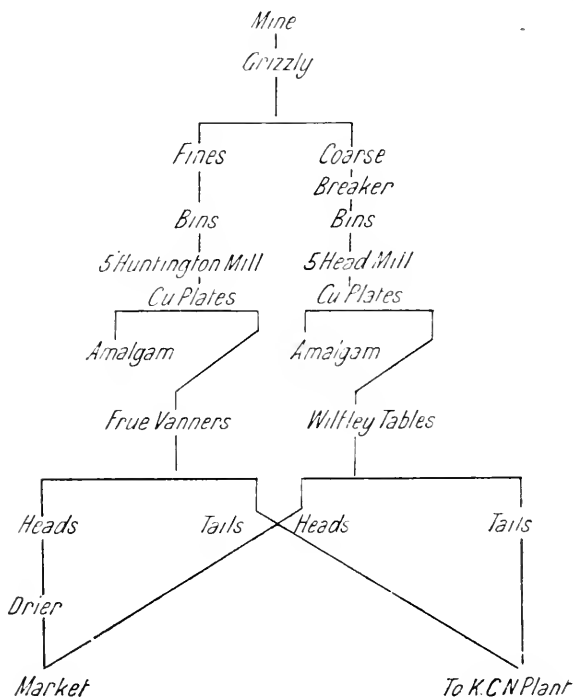 Mine
Grizzly
Fines Coarse
Breaker
Bins Bins
5'Huntington Mill 5 Head Mill
Cu Plates Cu Plates
Amalgam Amalgam
Frue Vanners Wilfley Tables
Heads Tails Heads Tails
Drier
Market To K.C N Plant